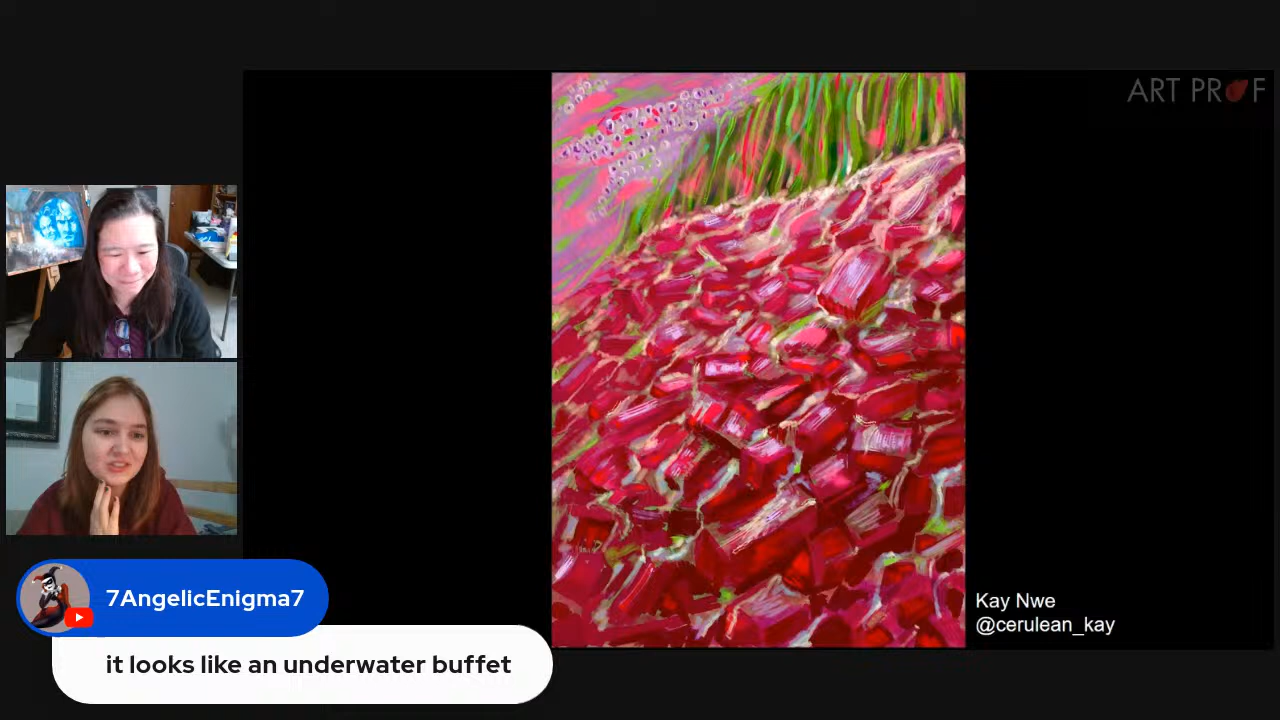 ART PROF
Kay Nwe
@cerulean_kay
7AngelicEnigma7
it looks like an underwater buffet